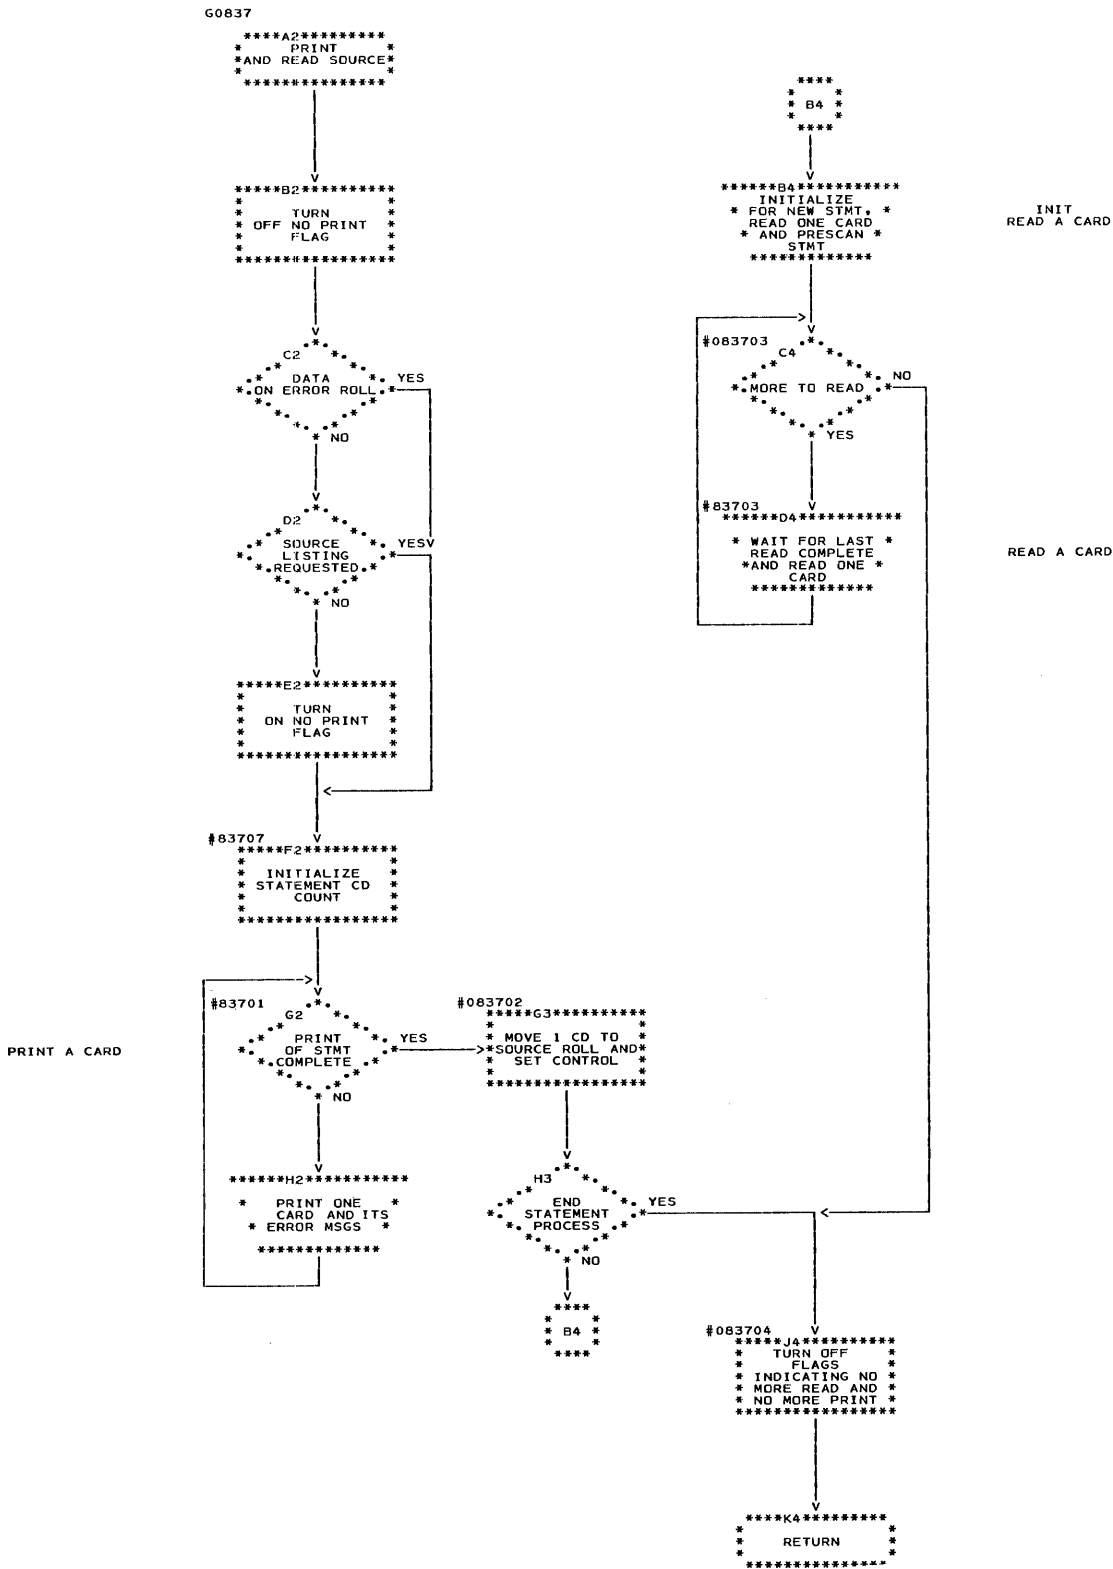 G0837
A2
PRINT
AND READ SOURCE
B2
TURN
OFF NO PRINT
FLAG
C2
DATA
ON ERROR ROLL
YES
NO
D2
SOURCE
LISTING
REQUESTED
YES
NO
E2
TURN
ON NO PRINT
FLAG
#83707
F2
INITIALIZE
STATEMENT CD
COUNT
#83701
G2
PRINT
OF STMT
COMPLETE
YES
NO
PRINT A CARD
H2
PRINT ONE
CARD AND ITS
ERROR MSGS
#083702
G3
MOVE 1 CD TO
SOURCE ROLL AND
SET CONTROL
H3
END
STATEMENT
PROCESS
YES
NO
B4
B4
B4
INITIALIZE
FOR NEW STMT,
READ ONE CARD
AND PRESCAN
STMT
INIT
READ A CARD
#083703
C4
MORE TO READ
NO
YES
#83703
D4
WAIT FOR LAST
READ COMPLETE
AND READ ONE
CARD
READ A CARD
#083704
J4
TURN OFF
FLAGS
INDICATING NO
MORE READ AND
NO MORE PRINT
K4
RETURN